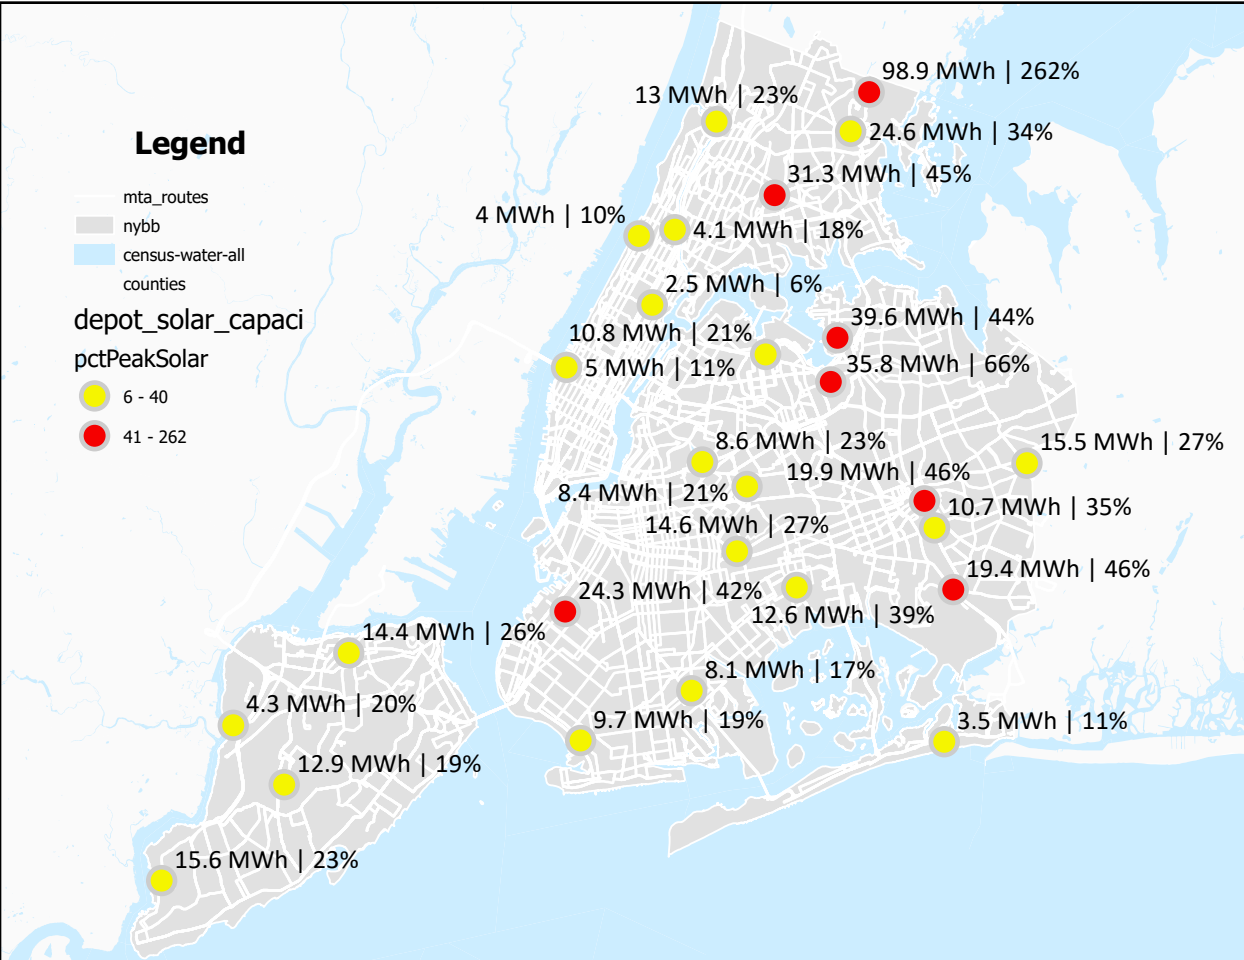 98.9 MWh | 262%
13 MWh | 23%
24.6 MWh | 34%
Legend
31.3 MWh | 45%
mta_routes
4 MWh | 10%
nybb
4.1 MWh | 18%
census-water-all
counties
2.5 MWh | 6%
depot_solar_capaci
39.6 MWh | 44%
10.8 MWh | 21%
pctPeakSolar
35.8 MWh | 66%
5 MWh | 11%
6 - 40
41 - 262
8.6 MWh | 23%
15.5 MWh | 27%
19.9 MWh | 46%
8.4 MWh | 21%
10.7 MWh | 35%
14.6 MWh | 27%
19.4 MWh | 46%
24.3 MWh | 42%
12.6 MWh | 39%
14.4 MWh | 26%
8.1 MWh | 17%
4.3 MWh | 20%
9.7 MWh | 19%
3.5 MWh | 11%
12.9 MWh | 19%
15.6 MWh | 23%